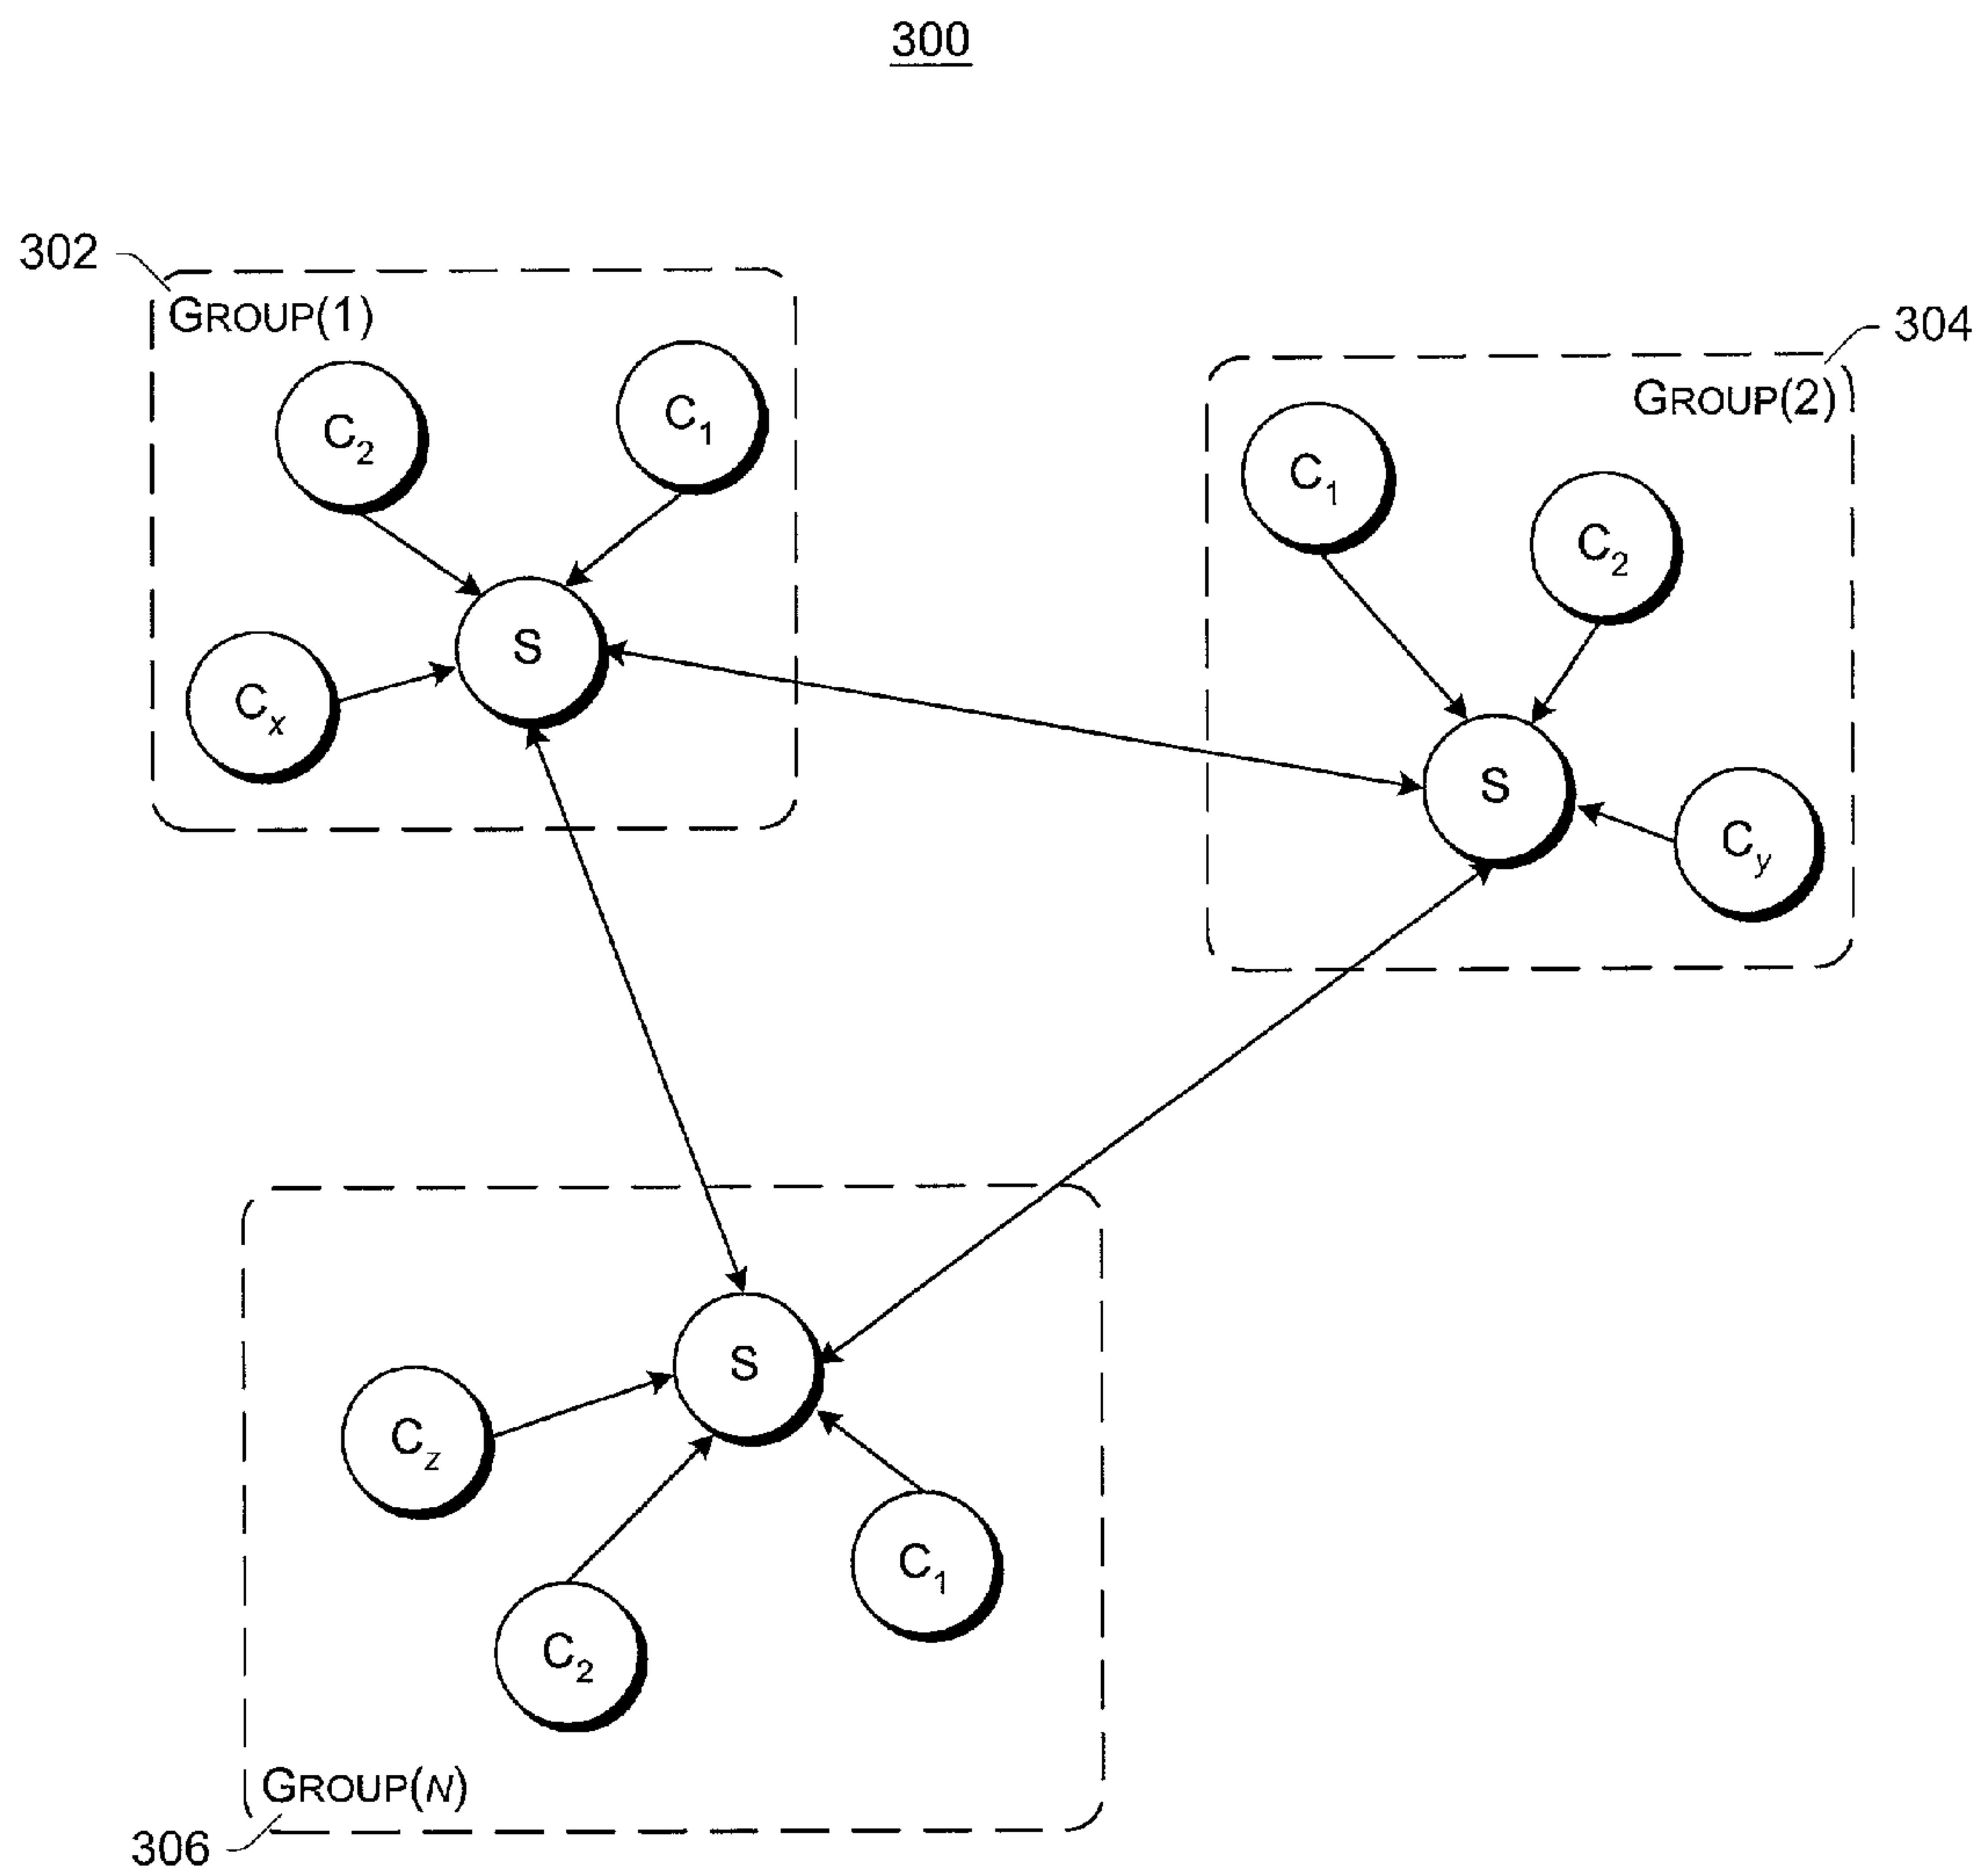 300
302
GROUP(1)
304
GROUP(2)
C2
C1
C1
C2
S
Cx
S
Cy
S
Cz
C1
C2
GROUP(N)
306